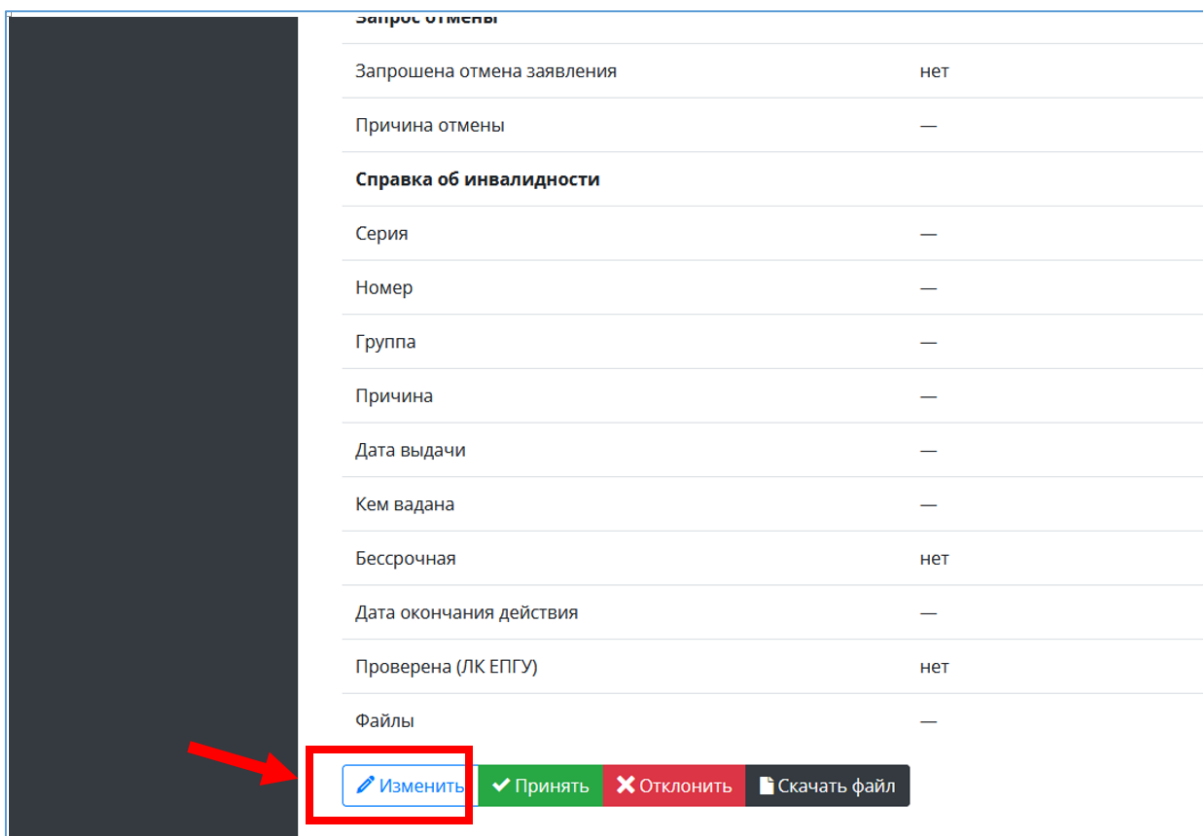 Запрос отмены
Запрошена отмена заявления нет
Причина отмены —
Справка об инвалидности
Серия —
Номер —
Группа —
Причина —
Дата выдачи —
Кем вадана —
Бессрочная нет
Дата окончания действия —
Проверена (ЛК ЕПГУ) нет
Файлы —
Изменить Принять Отклонить Скачать файл